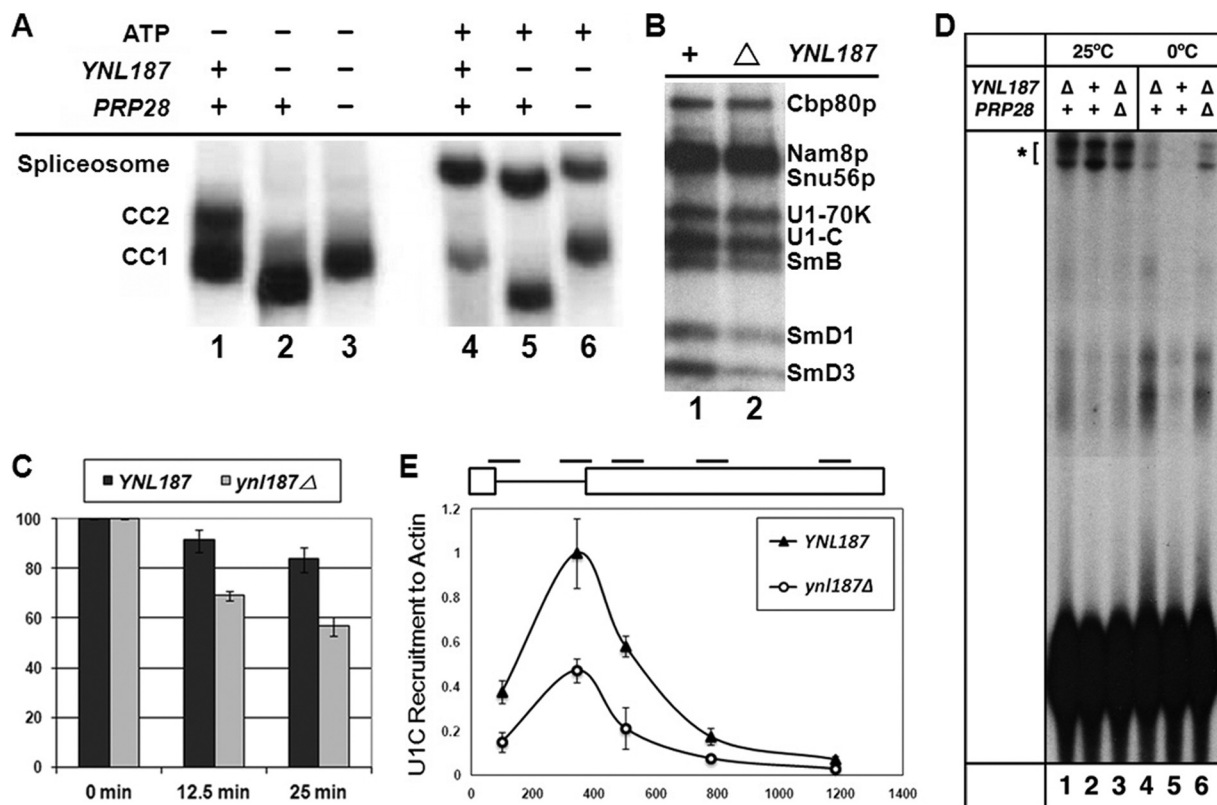 A
ATP − − − + + +
YNL187 + − − + − −
PRP28 + + − + + −
Spliceosome
CC2
CC1
1 2 3 4 5 6
B
+ △ YNL187
Cbp80p
Nam8p
Snu56p
U1-70K
U1-C
SmB
SmD1
SmD3
1 2
C
YNL187 ynl187△
100
80
60
40
20
0 min 12.5 min 25 min
D
25ºC 0ºC
YNL187 Δ + Δ Δ + Δ
PRP28 + + Δ + + Δ
*[
1 2 3 4 5 6
E
U1C Recruitment to Actin
1.2
1
0.8
0.6
0.4
0.2
0
0 200 400 600 800 1000 1200 1400
YNL187
ynl187Δ